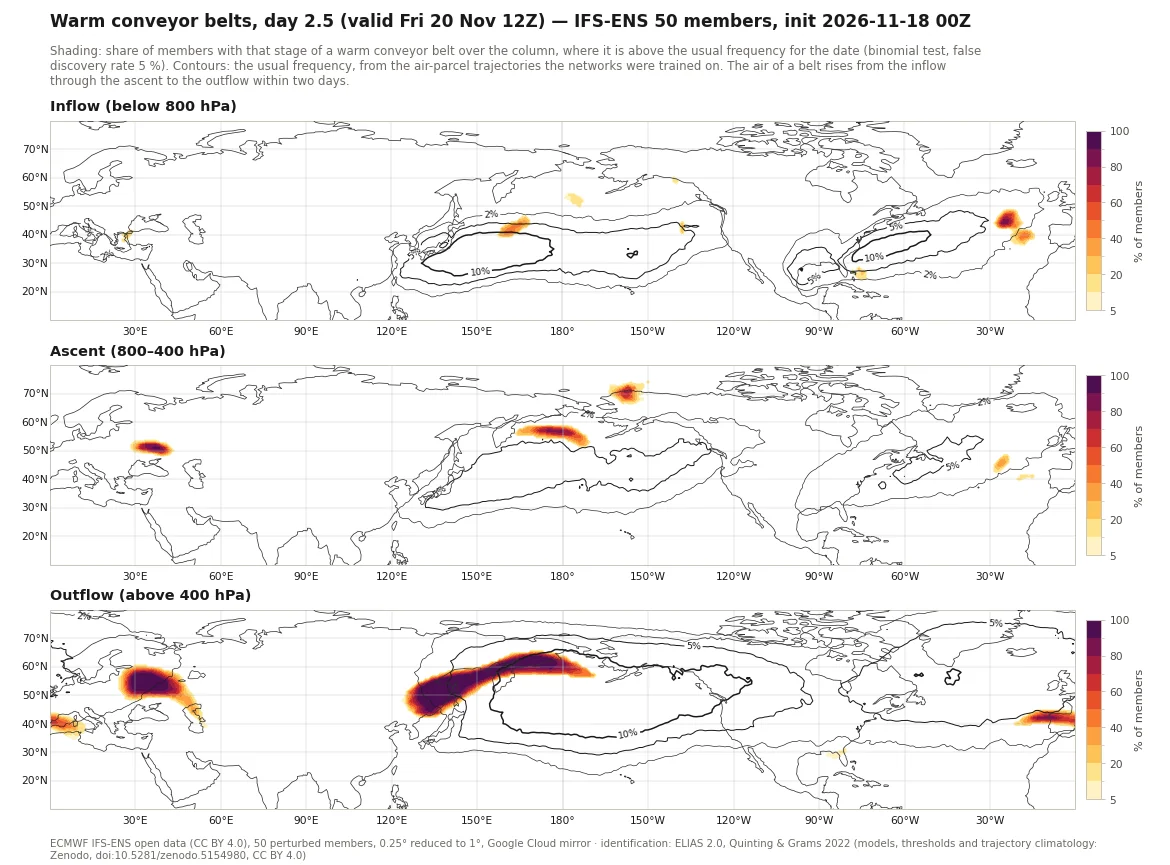 Warm conveyor belts, day 2.5 (valid Fri 20 Nov 12Z) — IFS-ENS 50 members, init 2026-11-18 00Z
Shading: share of members with that stage of a warm conveyor belt over the column, where it is above the usual frequency for the date (binomial test, false
discovery rate 5 %). Contours: the usual frequency, from the air-parcel trajectories the networks were trained on. The air of a belt rises from the inflow
through the ascent to the outflow within two days.
Inflow (below 800 hPa)
70°N
60°N
50°N
40°N
30°N
20°N
2%
2%
5%
10%
5%
10%
5%
2%
30°E 60°E 90°E 120°E 150°E 180° 150°W 120°W 90°W 60°W 30°W
100
80
60
40
20
5
% of members
Ascent (800–400 hPa)
70°N
60°N
50°N
40°N
30°N
20°N
2%
2%
5%
30°E 60°E 90°E 120°E 150°E 180° 150°W 120°W 90°W 60°W 30°W
100
80
60
40
20
5
% of members
Outflow (above 400 hPa)
70°N
60°N
50°N
40°N
30°N
20°N
2%
5%
5%
10%
30°E 60°E 90°E 120°E 150°E 180° 150°W 120°W 90°W 60°W 30°W
100
80
60
40
20
5
% of members
ECMWF IFS-ENS open data (CC BY 4.0), 50 perturbed members, 0.25° reduced to 1°, Google Cloud mirror · identification: ELIAS 2.0, Quinting & Grams 2022 (models, thresholds and trajectory climatology:
Zenodo, doi:10.5281/zenodo.5154980, CC BY 4.0)